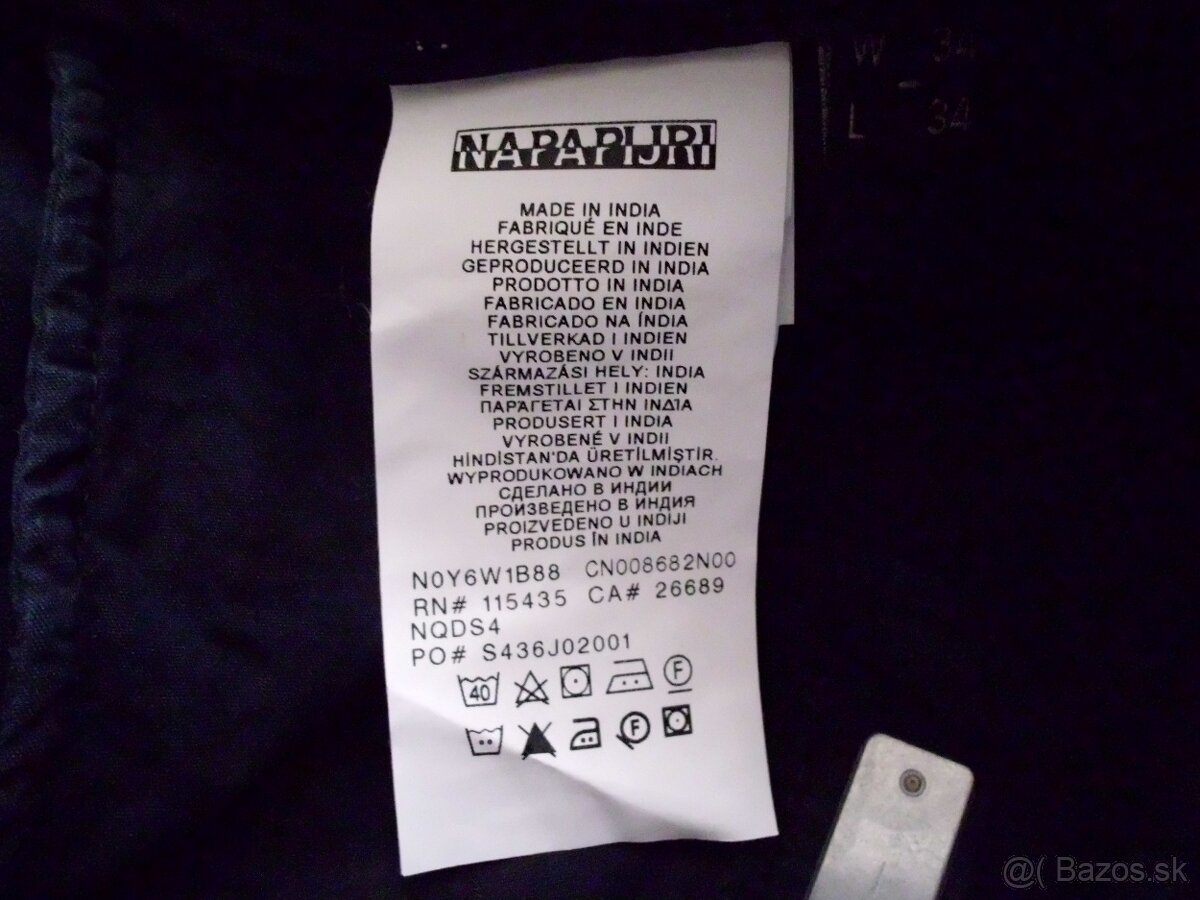 NAPAPIJRI
MADE IN INDIA
FABRIQUÉ EN INDE
HERGESTELLT IN INDIEN
GEPRODUCEERD IN INDIA
PRODOTTO IN INDIA
FABRICADO EN INDIA
FABRICADO NA ÍNDIA
TILLVERKAD I INDIEN
VYROBENO V INDII
SZÁRMAZÁSI HELY: INDIA
FREMSTILLET I INDIEN
ΠΑΡΆΓΕΤΑΙ ΣΤΗΝ ΙΝΔΊΑ
PRODUSERT I INDIA
VYROBENÉ V INDII
HİNDİSTAN'DA ÜRETİLMİŞTİR.
WYPRODUKOWANO W INDIACH
СДЕЛАНО В ИНДИИ
ПРОИЗВЕДЕНО В ИНДИЯ
PROIZVEDENO U INDIJI
PRODUS ÎN INDIA
N0Y6W1B88 CN008682N00
RN# 115435 CA# 26689
NQDS4
PO# S436J02001
40 F
F
W - 34
L 34
@( Bazos.sk